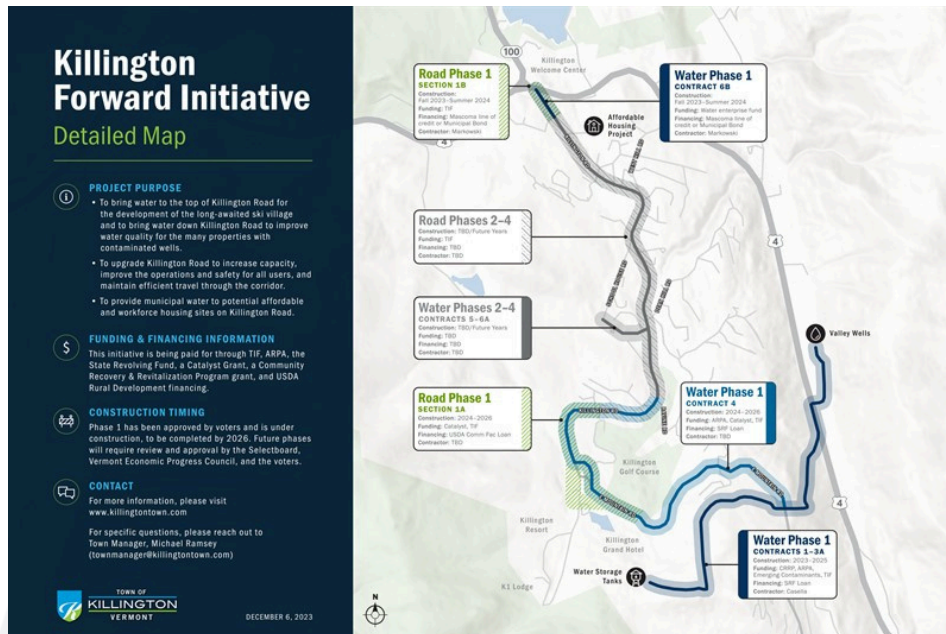 Killington
Forward Initiative
Detailed Map
PROJECT PURPOSE
• To bring water to the top of Killington Road for
the development of the long-awaited ski village
and to bring water down Killington Road to improve
water quality for the many properties with
contaminated wells.
• To upgrade Killington Road to increase capacity,
improve the operations and safety for all users, and
maintain efficient travel through the corridor.
• To provide municipal water to potential affordable
and workforce housing sites on Killington Road.
FUNDING & FINANCING INFORMATION
This initiative is being paid for through TIF, ARPA, the
State Revolving Fund, a Catalyst Grant, a Community
Recovery & Revitalization Program grant, and USDA
Rural Development financing.
CONSTRUCTION TIMING
Phase 1 has been approved by voters and is under
construction, to be completed by 2026. Future phases
will require review and approval by the Selectboard,
Vermont Economic Progress Council, and the voters.
CONTACT
For more information, please visit
www.killingtontown.com
For specific questions, please reach out to
Town Manager, Michael Ramsey
(townmanager@killingtontown.com)
TOWN OF
KILLINGTON
VERMONT
DECEMBER 6, 2023
100
Killington
Welcome Center
Road Phase 1
SECTION 1B
Construction:
Fall 2023–Summer 2024
Funding: TIF
Financing: Mascoma line of
credit or Municipal Bond
Contractor: Markowski
4
Water Phase 1
CONTRACT 6B
Construction:
Fall 2023–Summer 2024
Funding: Water enterprise fund
Financing: Mascoma line of
credit or Municipal Bond
Contractor: Markowski
Affordable
Housing
Project
Road Phases 2–4
Construction: TBD/Future Years
Funding: TIF
Financing: TBD
Contractor: TBD
4
Water Phases 2–4
CONTRACTS 5–6A
Construction: TBD/Future Years
Funding: TBD
Financing: TBD
Contractor: TBD
Valley Wells
Road Phase 1
SECTION 1A
Construction: 2024–2026
Funding: Catalyst, TIF
Financing: USDA Comm Fac Loan
Contractor: TBD
KILLINGTON RD
Water Phase 1
CONTRACT 4
Construction: 2024–2026
Funding: ARPA, Catalyst, TIF
Financing: SRF Loan
Contractor: TBD
Killington
Golf Course
4
Killington
Resort
Killington
Grand Hotel
Water Phase 1
CONTRACTS 1–3A
Construction: 2023–2025
Funding: CRRP, ARPA,
Emerging Contaminants, TIF
Financing: SRF Loan
Contractor: Casella
Water Storage
Tanks
K1 Lodge
N